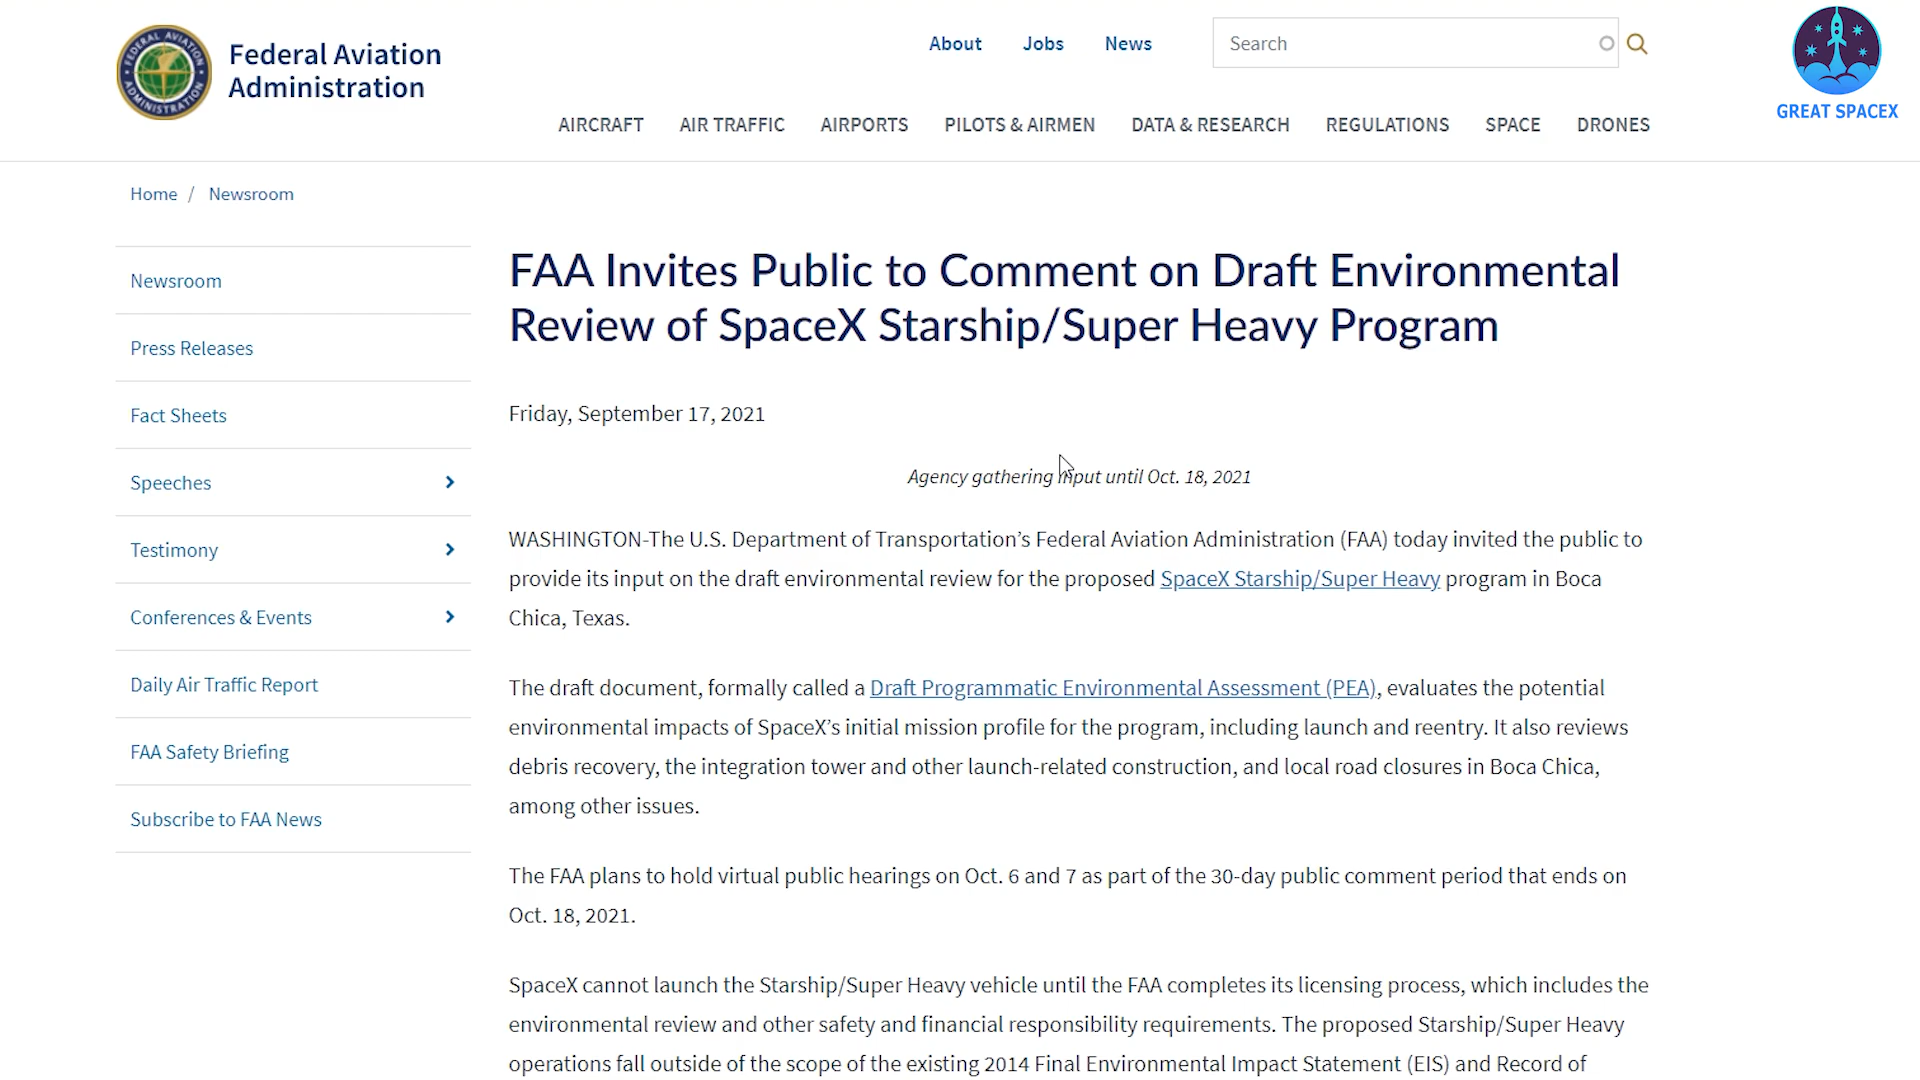 FEDERAL AVIATION
ADMINISTRATION
Federal Aviation
Administration
About
Jobs
News
Search
GREAT SPACEX
AIRCRAFT
AIR TRAFFIC
AIRPORTS
PILOTS & AIRMEN
DATA & RESEARCH
REGULATIONS
SPACE
DRONES
Home / Newsroom
Newsroom
Press Releases
Fact Sheets
Speeches
Testimony
Conferences & Events
Daily Air Traffic Report
FAA Safety Briefing
Subscribe to FAA News
FAA Invites Public to Comment on Draft Environmental
Review of SpaceX Starship/Super Heavy Program
Friday, September 17, 2021
Agency gathering input until Oct. 18, 2021
WASHINGTON-The U.S. Department of Transportation’s Federal Aviation Administration (FAA) today invited the public to
provide its input on the draft environmental review for the proposed SpaceX Starship/Super Heavy program in Boca
Chica, Texas.
The draft document, formally called a Draft Programmatic Environmental Assessment (PEA), evaluates the potential
environmental impacts of SpaceX’s initial mission profile for the program, including launch and reentry. It also reviews
debris recovery, the integration tower and other launch-related construction, and local road closures in Boca Chica,
among other issues.
The FAA plans to hold virtual public hearings on Oct. 6 and 7 as part of the 30-day public comment period that ends on
Oct. 18, 2021.
SpaceX cannot launch the Starship/Super Heavy vehicle until the FAA completes its licensing process, which includes the
environmental review and other safety and financial responsibility requirements. The proposed Starship/Super Heavy
operations fall outside of the scope of the existing 2014 Final Environmental Impact Statement (EIS) and Record of